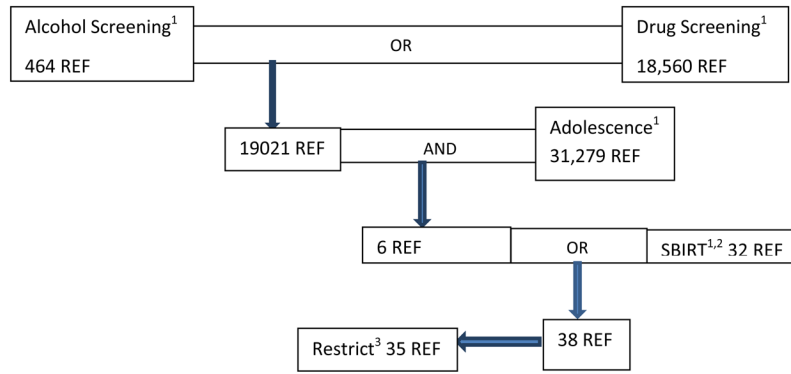 Alcohol Screening¹
464 REF
OR
Drug Screening¹
18,560 REF
19021 REF
AND
Adolescence¹
31,279 REF
6 REF
OR
SBIRT¹,² 32 REF
Restrict³ 35 REF
38 REF